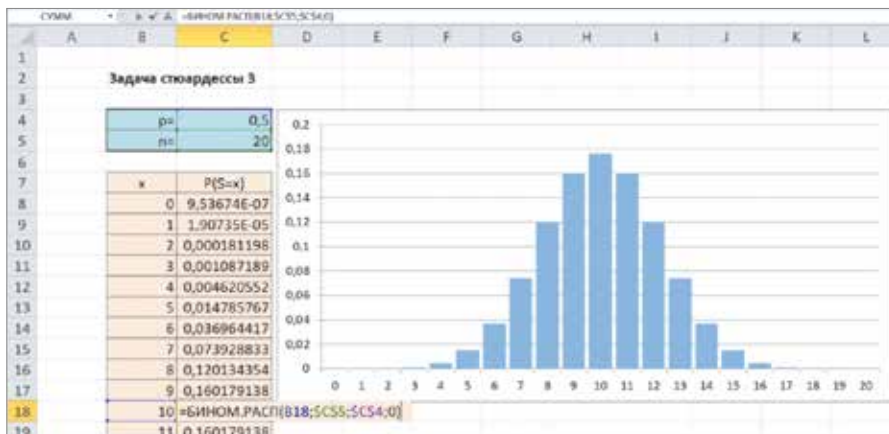 СУММ =БИНОМ.РАСП(B18;$C$5;$C$4;0)
A B C D E F G H I J K L
1
2 Задача стюардессы 3
3
4 p= 0,5
5 n= 20
6
7 x P(S=x)
8 0 9,53674E-07
9 1 1,90735E-05
10 2 0,000181198
11 3 0,001087189
12 4 0,004620552
13 5 0,014785767
14 6 0,036964417
15 7 0,073928833
16 8 0,120134354
17 9 0,160179138
18 10 =БИНОМ.РАСП(B18;$C$5;$C$4;0)
19 11 0,160179138
0,2
0,18
0,16
0,14
0,12
0,1
0,08
0,06
0,04
0,02
0
0 1 2 3 4 5 6 7 8 9 10 11 12 13 14 15 16 17 18 19 20